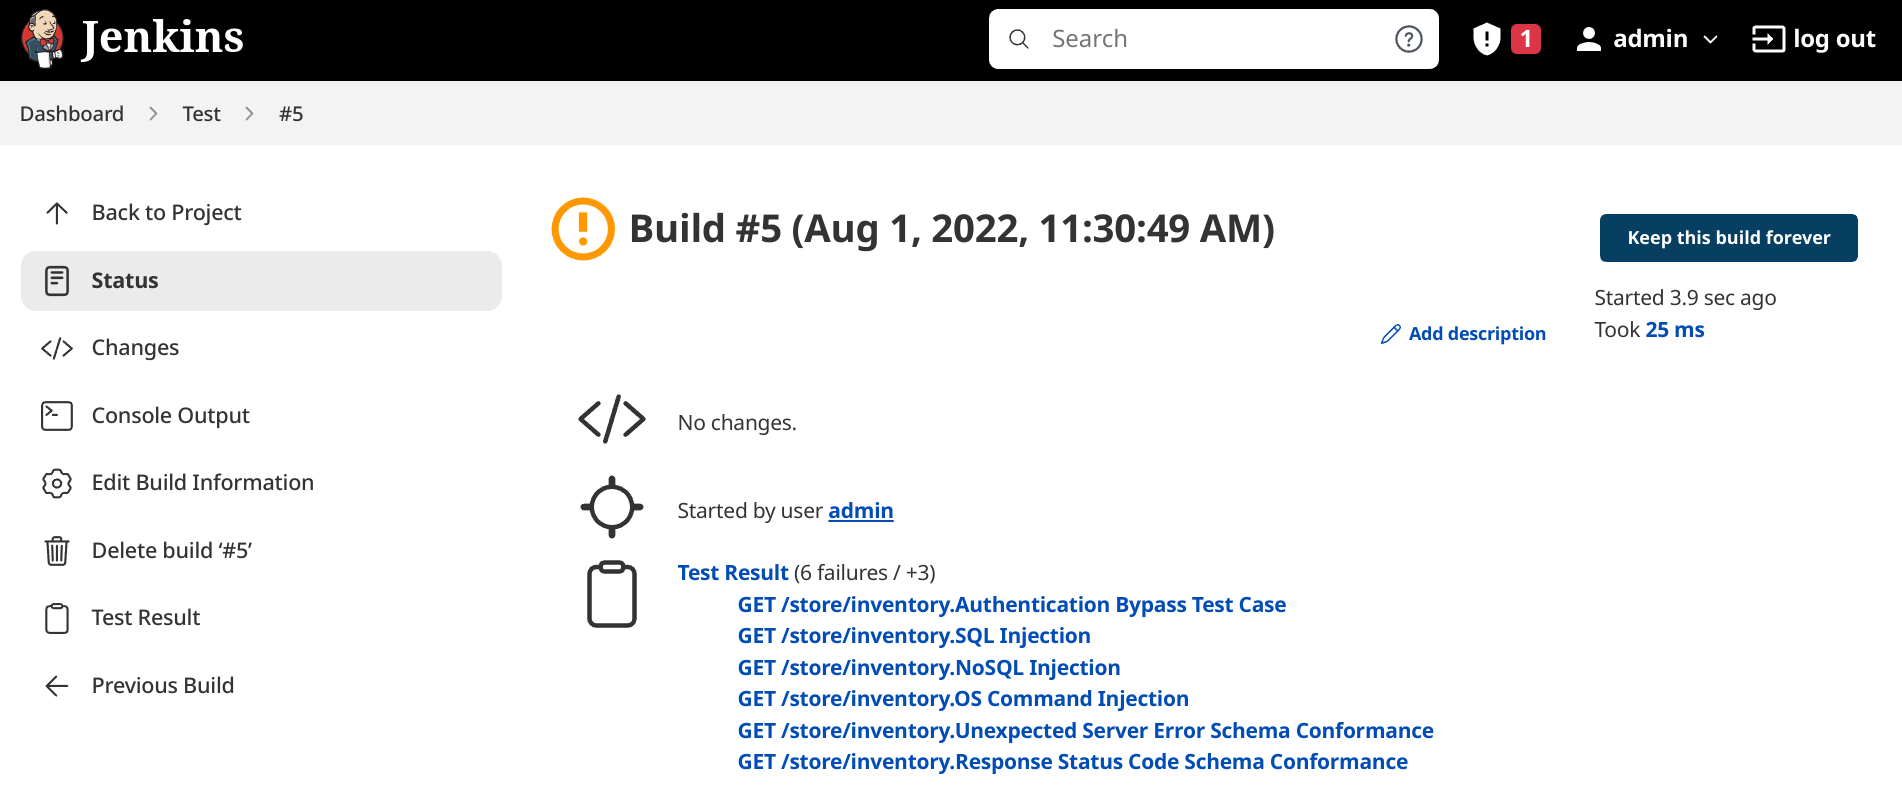 Jenkins
Search
1
admin
log out
Dashboard
Test
#5
Back to Project
Status
Changes
Console Output
Edit Build Information
Delete build ‘#5’
Test Result
Previous Build
Build #5 (Aug 1, 2022, 11:30:49 AM)
Keep this build forever
Started 3.9 sec ago
Took 25 ms
Add description
No changes.
Started by user admin
Test Result (6 failures / +3)
GET /store/inventory.Authentication Bypass Test Case
GET /store/inventory.SQL Injection
GET /store/inventory.NoSQL Injection
GET /store/inventory.OS Command Injection
GET /store/inventory.Unexpected Server Error Schema Conformance
GET /store/inventory.Response Status Code Schema Conformance